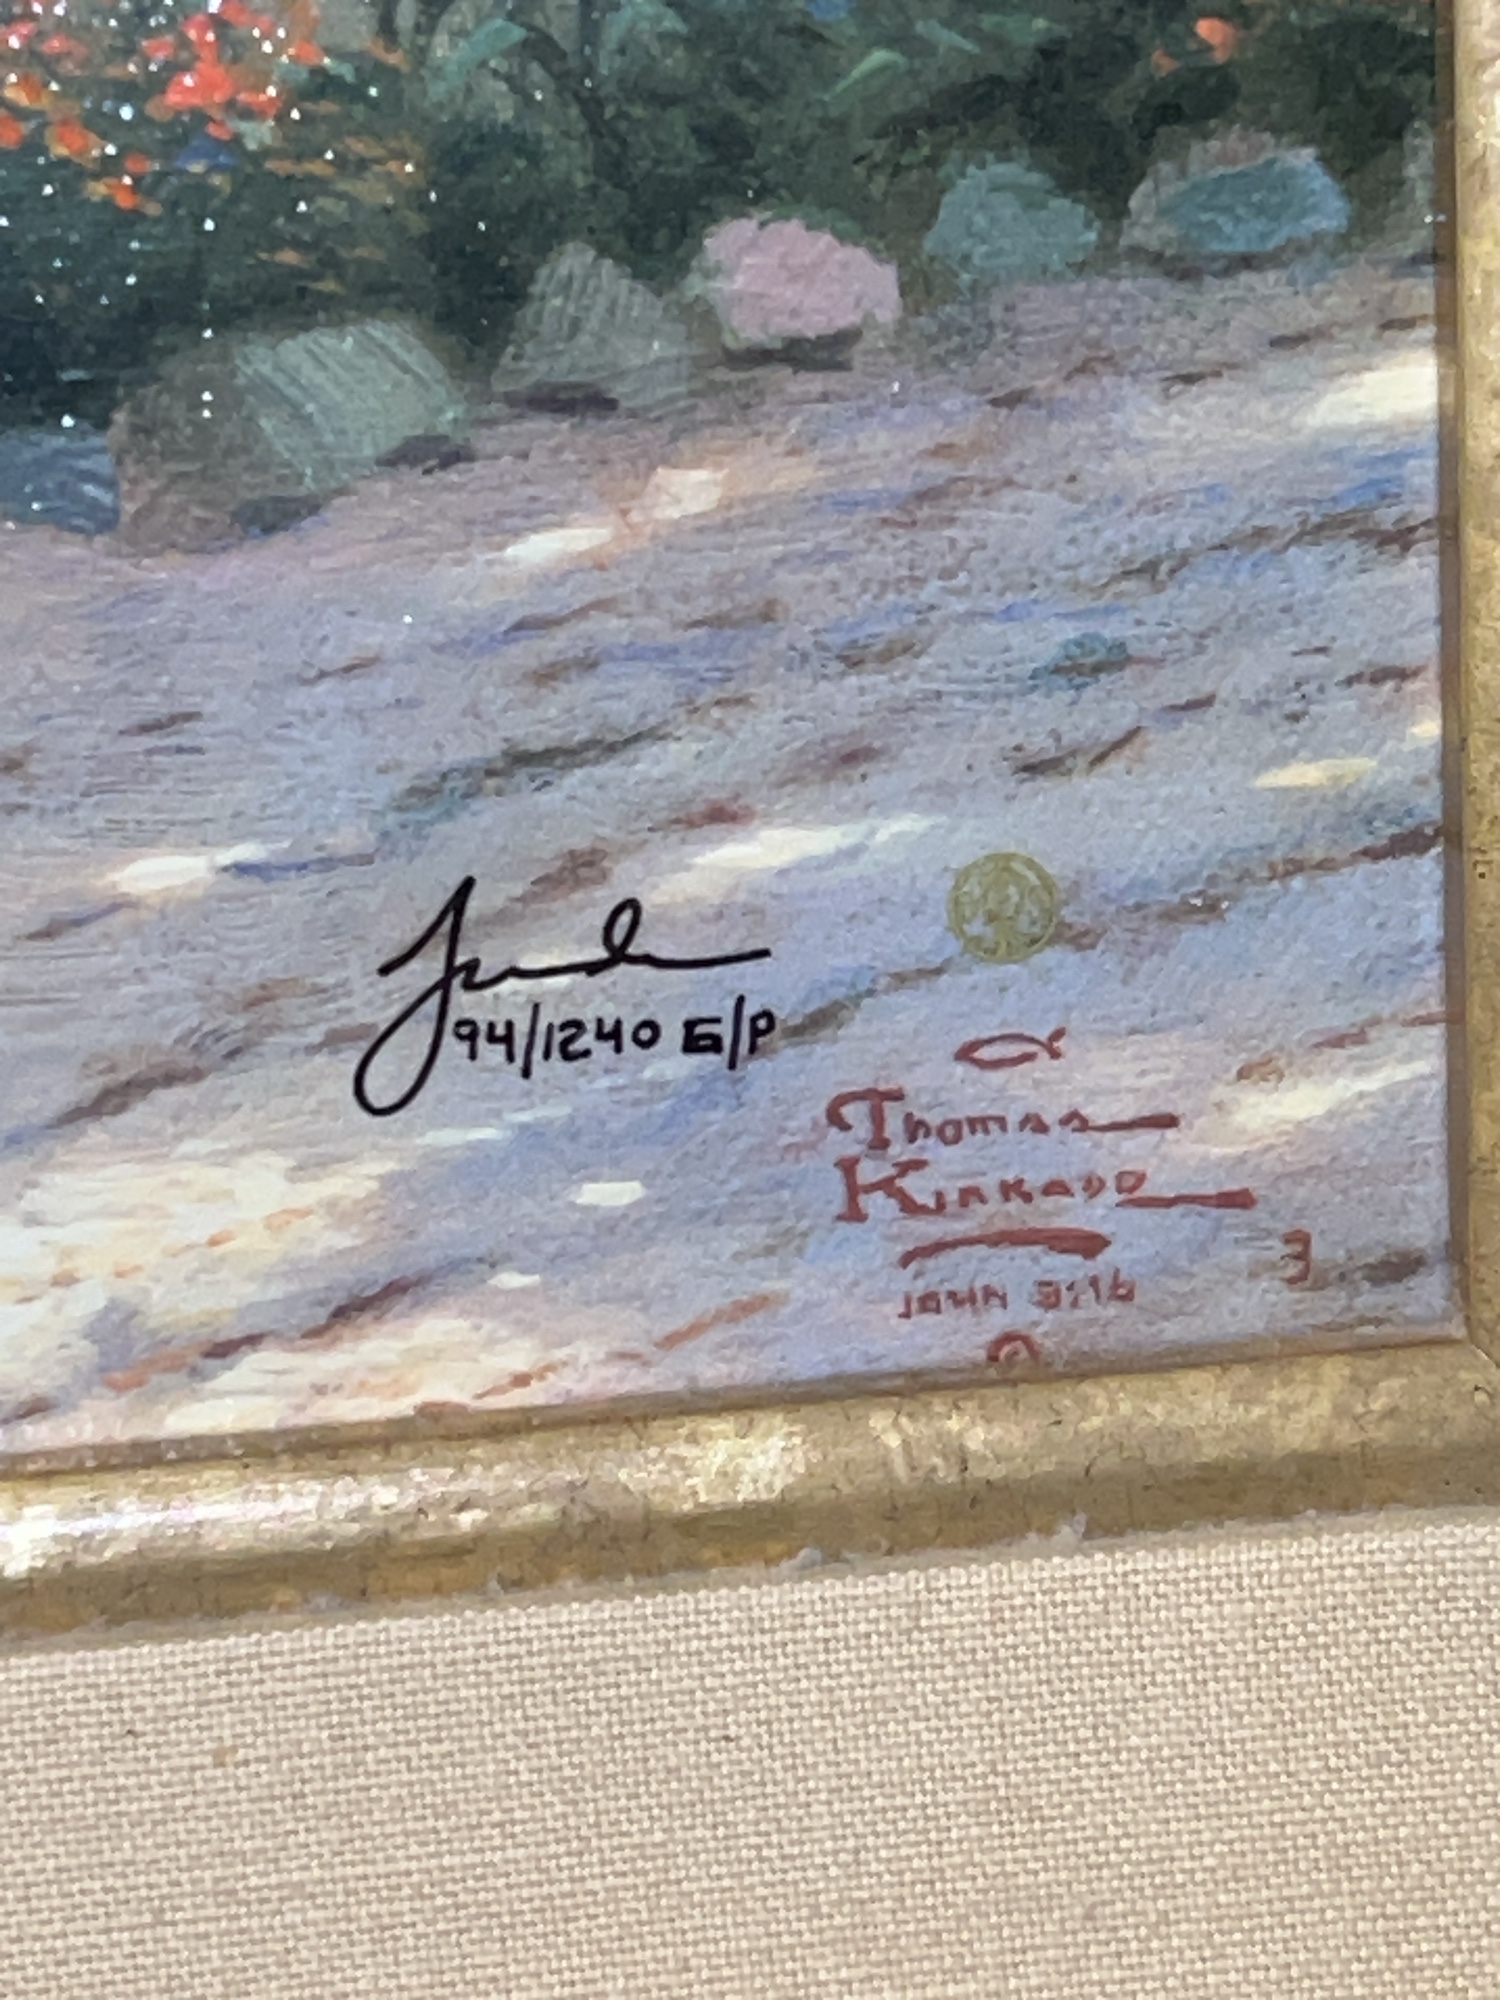 94/1240 G/P
Thomas
Kinkade
John 3:16
3
©